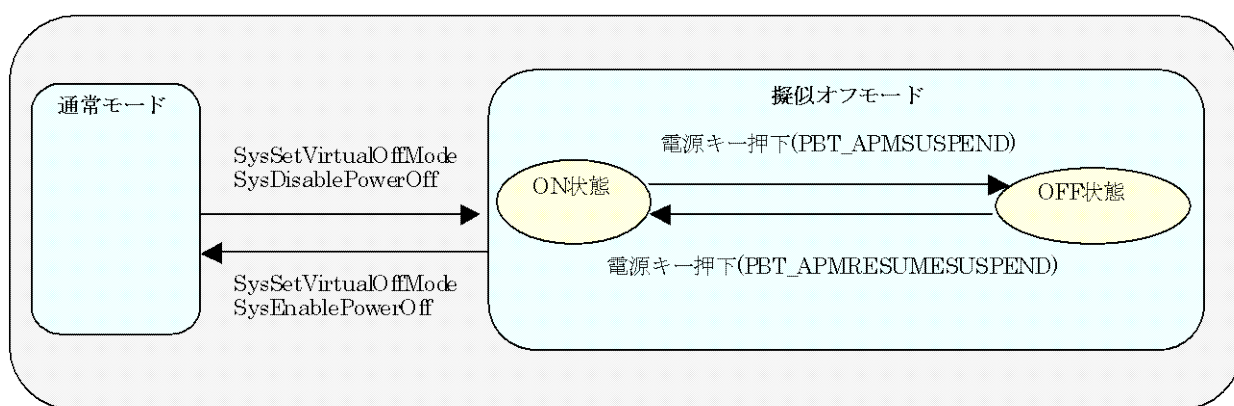 通常モード
擬似オフモード
SysSetVirtualOffMode
SysDisablePowerOff
電源キー押下(PBT_APMSUSPEND)
ON状態
OFF状態
電源キー押下(PBT_APMRESUMESUSPEND)
SysSetVirtualOffMode
SysEnablePowerOff